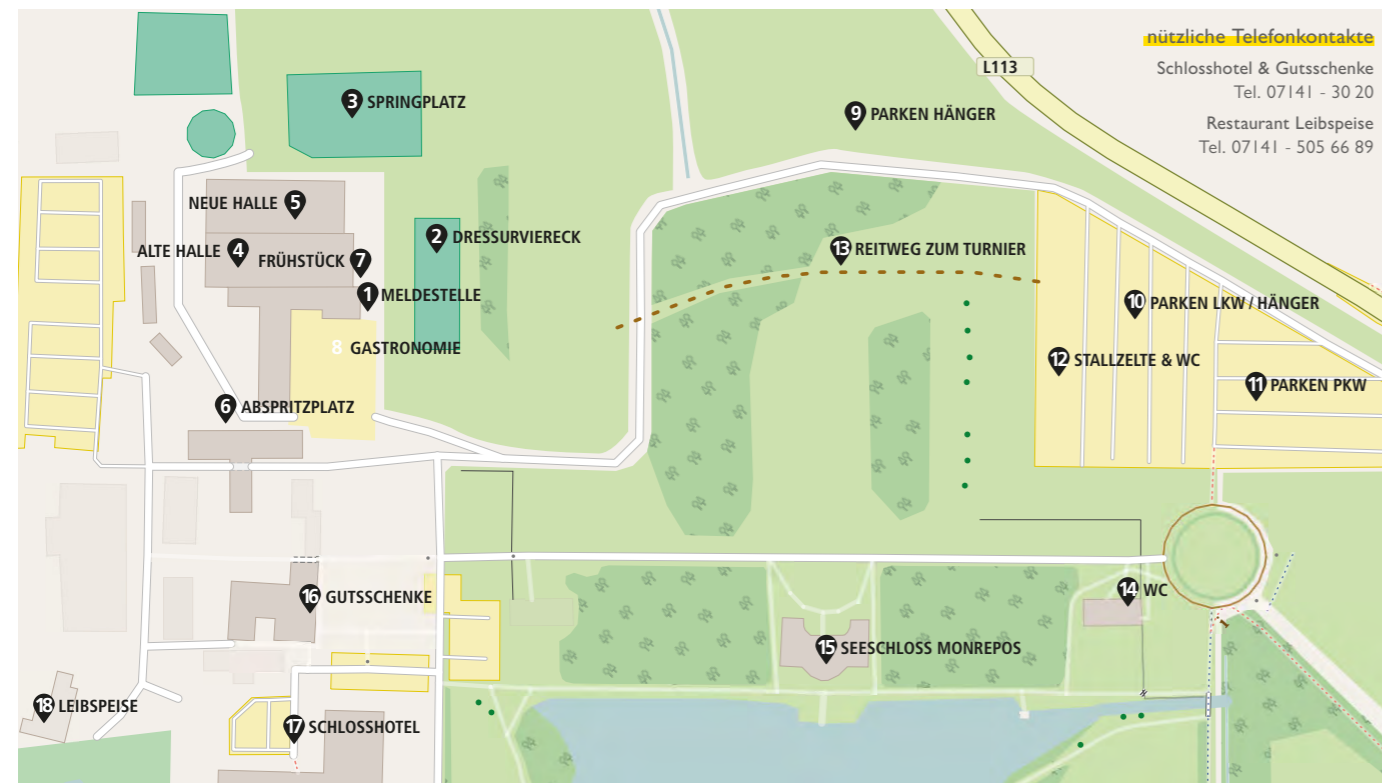 nützliche Telefonkontakte
L113
Schlosshotel & Gutsschenke
Tel. 07141 - 30 20
3 SPRINGPLATZ
9 PARKEN HÄNGER
Restaurant Leibspeise
Tel. 07141 - 505 66 89
NEUE HALLE 5
2 DRESSURVIERECK
ALTE HALLE 4
FRÜHSTÜCK 7
13 REITWEG ZUM TURNIER
1 MELDESTELLE
10 PARKEN LKW / HÄNGER
8 GASTRONOMIE
12 STALLZELTE & WC
11 PARKEN PKW
6 ABSPRITZPLATZ
14 WC
16 GUTSSCHENKE
15 SEESCHLOSS MONREPOS
18 LEIBSPEISE
17 SCHLOSSHOTEL